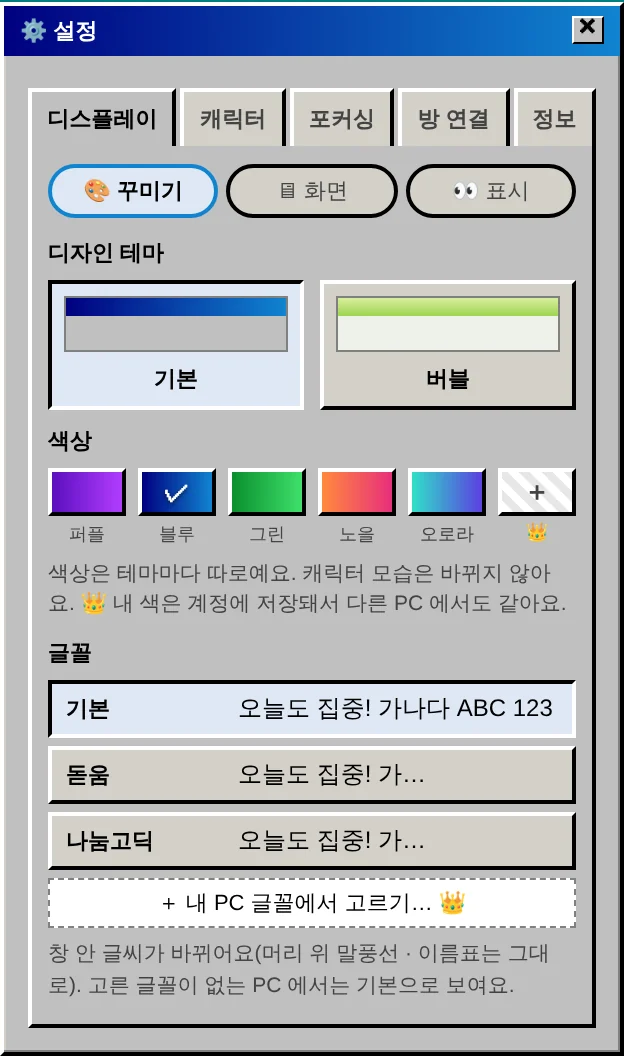 설정
디스플레이 캐릭터 포커싱 방 연결 정보
꾸미기 화면 표시
디자인 테마
기본 버블
색상
퍼플 블루 그린 노을 오로라
색상은 테마마다 따로예요. 캐릭터 모습은 바뀌지 않아
요. 👑 내 색은 계정에 저장돼서 다른 PC 에서도 같아요.
글꼴
기본 오늘도 집중! 가나다 ABC 123
돋움 오늘도 집중! 가…
나눔고딕 오늘도 집중! 가…
+ 내 PC 글꼴에서 고르기… 👑
창 안 글씨가 바뀌어요(머리 위 말풍선 · 이름표는 그대
로). 고른 글꼴이 없는 PC 에서는 기본으로 보여요.